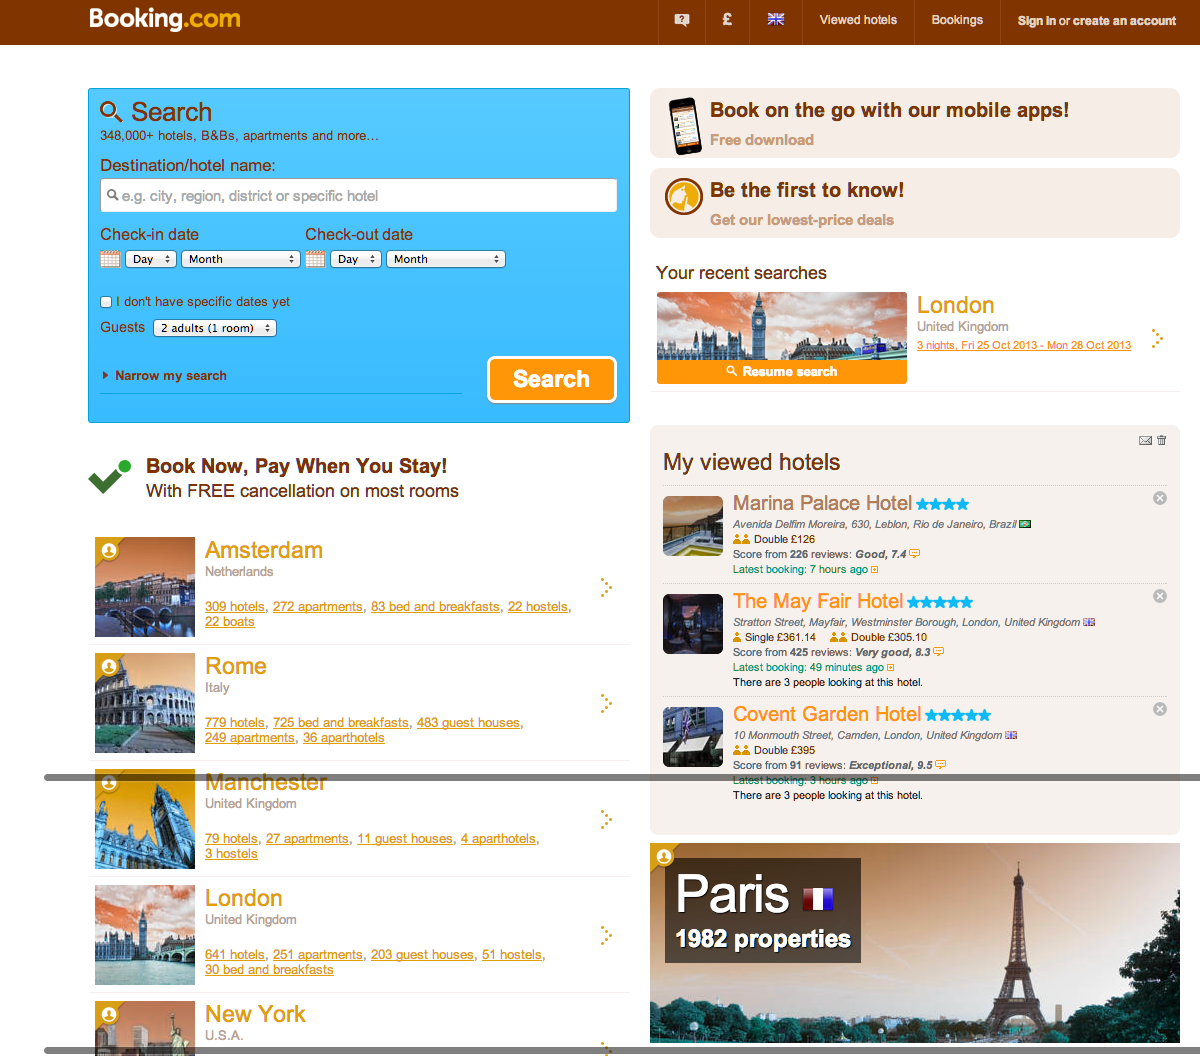 Booking.com
£
Viewed hotels
Bookings
Sign in or create an account
Search
348,000+ hotels, B&Bs, apartments and more...
Destination/hotel name:
e.g. city, region, district or specific hotel
Check-in date
Check-out date
Day
Month
Day
Month
I don't have specific dates yet
Guests
2 adults (1 room)
Narrow my search
Search
Book Now, Pay When You Stay!
With FREE cancellation on most rooms
Amsterdam
Netherlands
309 hotels, 272 apartments, 83 bed and breakfasts, 22 hostels,
22 boats
Rome
Italy
779 hotels, 725 bed and breakfasts, 483 guest houses,
249 apartments, 36 aparthotels
Manchester
United Kingdom
79 hotels, 27 apartments, 11 guest houses, 4 aparthotels,
3 hostels
London
United Kingdom
641 hotels, 251 apartments, 203 guest houses, 51 hostels,
30 bed and breakfasts
New York
U.S.A.
Book on the go with our mobile apps!
Free download
Be the first to know!
Get our lowest-price deals
Your recent searches
London
United Kingdom
3 nights, Fri 25 Oct 2013 - Mon 28 Oct 2013
Resume search
My viewed hotels
Marina Palace Hotel
Avenida Delfim Moreira, 630, Leblon, Rio de Janeiro, Brazil
Double £126
Score from 226 reviews: Good, 7.4
Latest booking: 7 hours ago
The May Fair Hotel
Stratton Street, Mayfair, Westminster Borough, London, United Kingdom
Single £361.14 Double £305.10
Score from 425 reviews: Very good, 8.3
Latest booking: 49 minutes ago
There are 3 people looking at this hotel.
Covent Garden Hotel
10 Monmouth Street, Camden, London, United Kingdom
Double £395
Score from 91 reviews: Exceptional, 9.5
Latest booking: 3 hours ago
There are 3 people looking at this hotel.
Paris
1982 properties